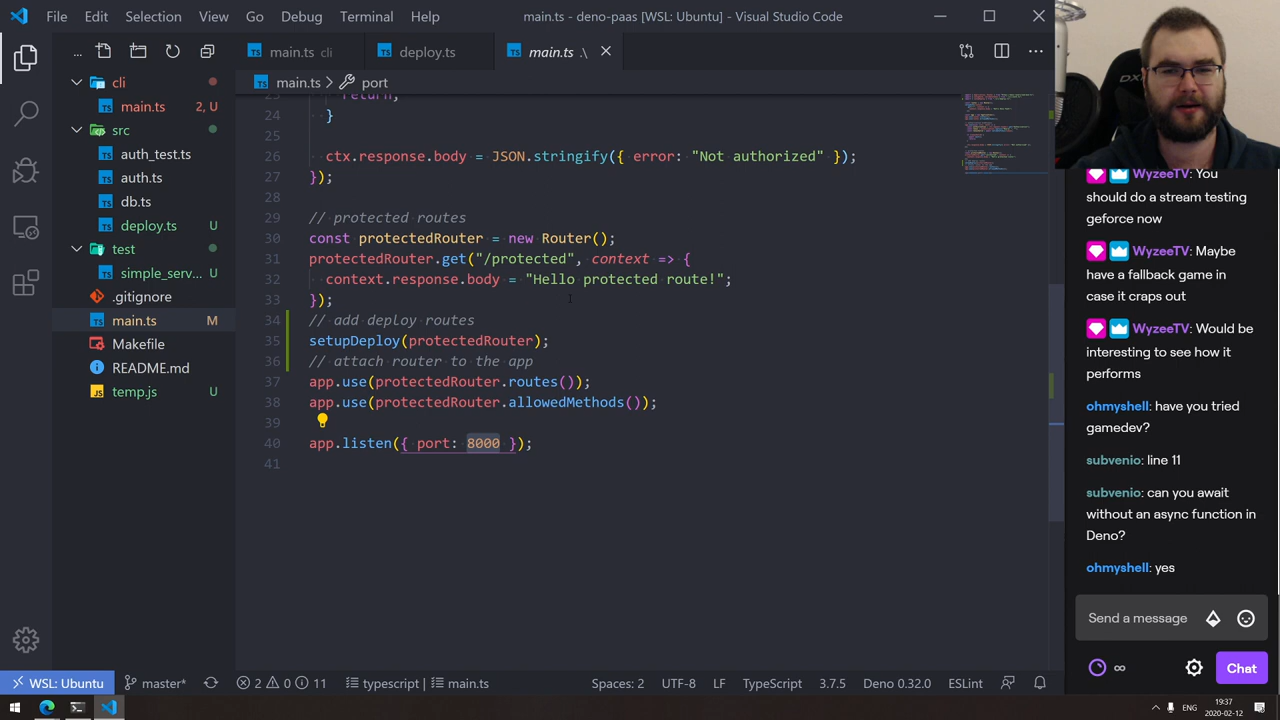 File Edit Selection View Go Debug Terminal Help
main.ts - deno-paas [WSL: Ubuntu] - Visual Studio Code
...
main.ts cli
deploy.ts
main.ts .\
main.ts > port
cli
main.ts 2, U
src
auth_test.ts
auth.ts
db.ts
deploy.ts
test
simple_serv...
.gitignore
main.ts M
Makefile
README.md
temp.js
return;
24 }
25
26 ctx.response.body = JSON.stringify({ error: "Not authorized" });
27 });
28
29 // protected routes
30 const protectedRouter = new Router();
31 protectedRouter.get("/protected", context => {
32 context.response.body = "Hello protected route!";
33 });
34 // add deploy routes
35 setupDeploy(protectedRouter);
36 // attach router to the app
37 app.use(protectedRouter.routes());
38 app.use(protectedRouter.allowedMethods());
39
40 app.listen({ port: 8000 });
41
WyzeeTV: You
should do a stream testing
geforce now
WyzeeTV: Maybe
have a fallback game in
case it craps out
WyzeeTV: Would be
interesting to see how it
performs
ohmyshell: have you tried
gamedev?
subvenio: line 11
subvenio: can you await
without an async function in
Deno?
ohmyshell: yes
Send a message
∞
Chat
WSL: Ubuntu
master*
2 0 11
typescript
main.ts
Spaces: 2
UTF-8
LF
TypeScript
3.7.5
Deno 0.32.0
ESLint
ENG
19:37
2020-02-12